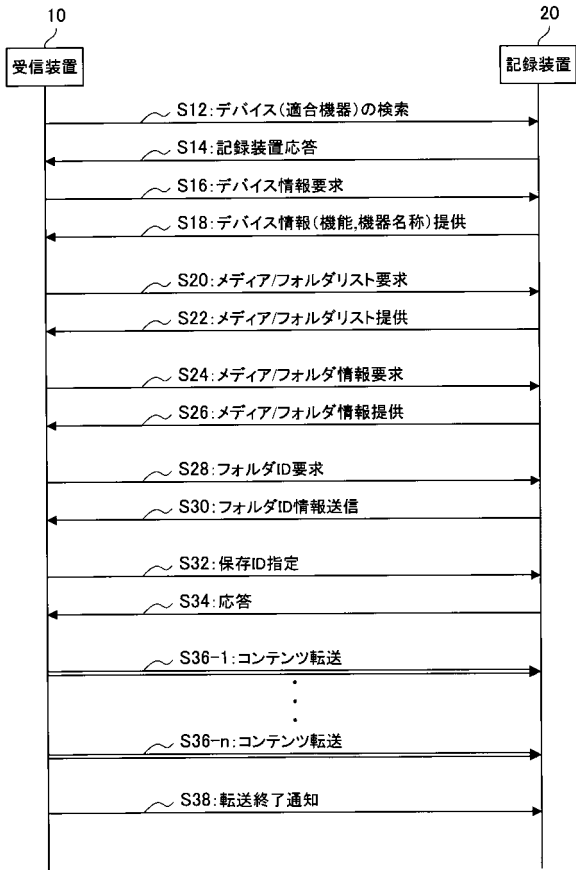 10
20
受信装置
記録装置
S12:デバイス(適合機器)の検索
S14:記録装置応答
S16:デバイス情報要求
S18:デバイス情報(機能,機器名称)提供
S20:メディア/フォルダリスト要求
S22:メディア/フォルダリスト提供
S24:メディア/フォルダ情報要求
S26:メディア/フォルダ情報提供
S28:フォルダID要求
S30:フォルダID情報送信
S32:保存ID指定
S34:応答
S36-1:コンテンツ転送
S36-n:コンテンツ転送
S38:転送終了通知